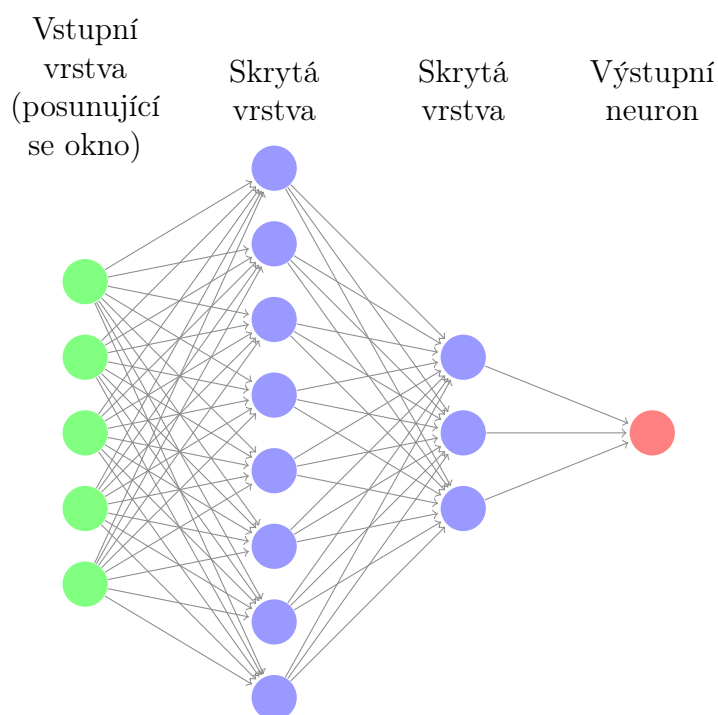 Vstupní
vrstva
(posunující
se okno)
Skrytá
vrstva
Skrytá
vrstva
Výstupní
neuron